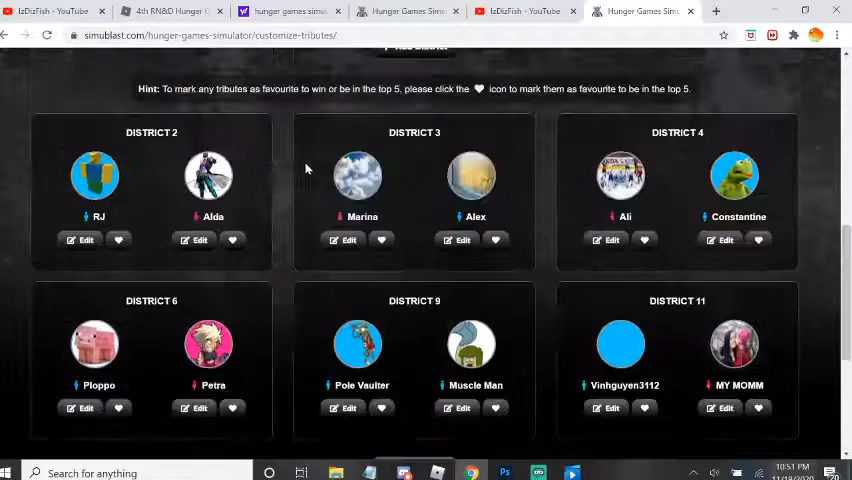 IzDizFish - YouTube
4th RN&D Hunger G
hunger games simul
Hunger Games Sim
IzDizFish - YouTube
Hunger Games Simu
simublast.com/hunger-games-simulator/customize-tributes/
Add District
Hint: To mark any tributes as favourite to win or be in the top 5, please click the icon to mark them as favourite to be in the top 5.
DISTRICT 2 DISTRICT 3 DISTRICT 4
RJ Alda Marina Alex Ali Constantine
Edit Edit Edit Edit Edit Edit
DISTRICT 6 DISTRICT 9 DISTRICT 11
Ploppo Petra Pole Vaulter Muscle Man Vinhguyen3112 MY MOMM
Edit Edit Edit Edit Edit Edit
Search for anything
Ps
10:51 PM
11/19/2020
20